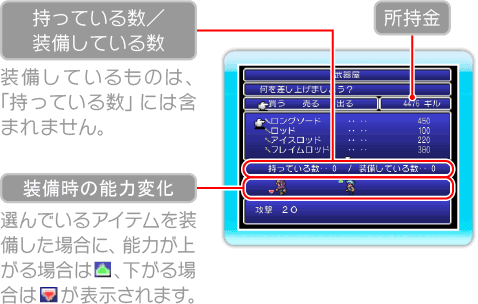 持っている数／
装備している数
装備しているものは、
「持っている数」には含
まれません。
装備時の能力変化
選んでいるアイテムを装
備した場合に、能力が上
がる場合は、下がる場
合はが表示されます。
所持金
武器屋
何を差し上げましょう？
買う 売る 出る 4476 ギル
ロングソード ‥‥ 450
ロッド ‥‥ 100
アイスロッド ‥‥ 220
フレイムロッド ‥‥ 380
持っている数‥ 0 / 装備している数‥ 0
攻撃 20